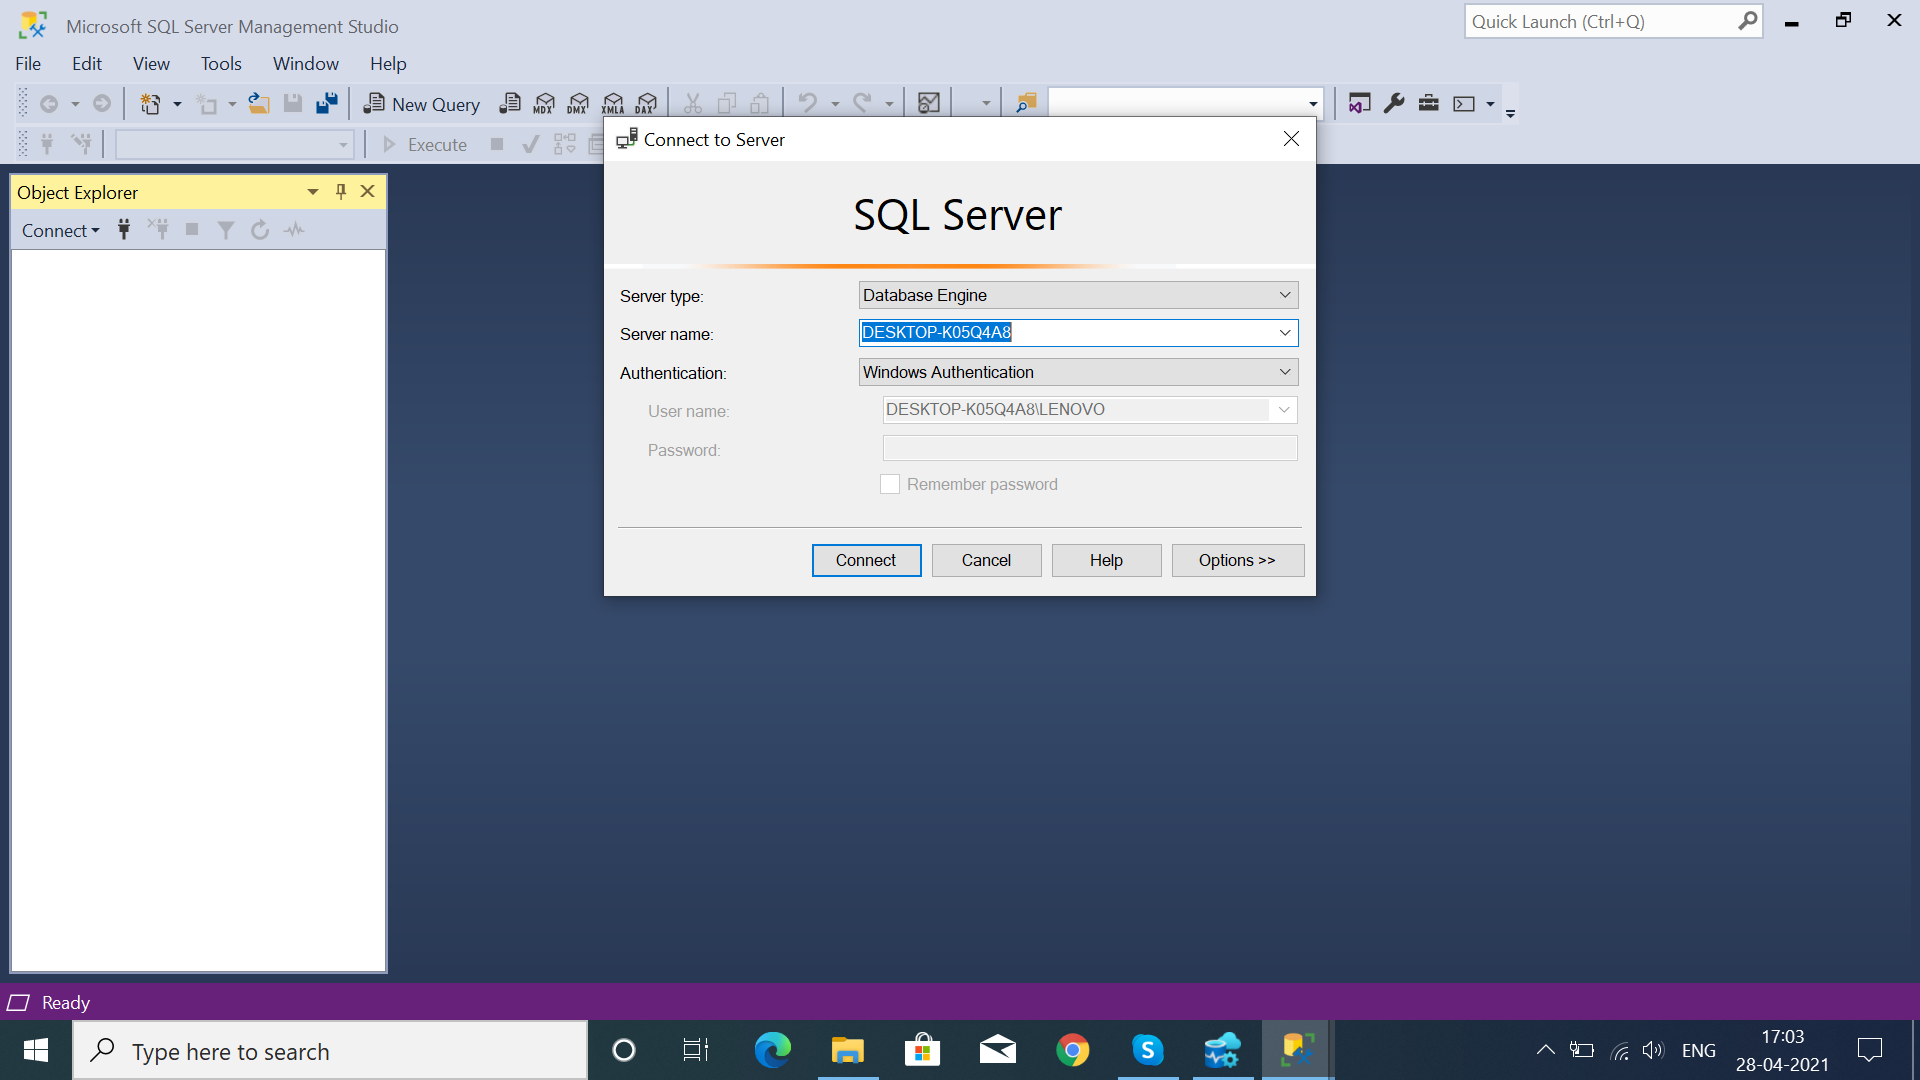 Microsoft SQL Server Management Studio
Quick Launch (Ctrl+Q)
File Edit View Tools Window Help
New Query MDX DMX XMLA DAX
Execute
Connect to Server
Object Explorer
Connect
SQL Server
Server type: Database Engine
Server name: DESKTOP-K05Q4A8
Authentication: Windows Authentication
User name: DESKTOP-K05Q4A8\LENOVO
Password:
Remember password
Connect Cancel Help Options >>
Ready
Type here to search
S
ENG
17:03
28-04-2021